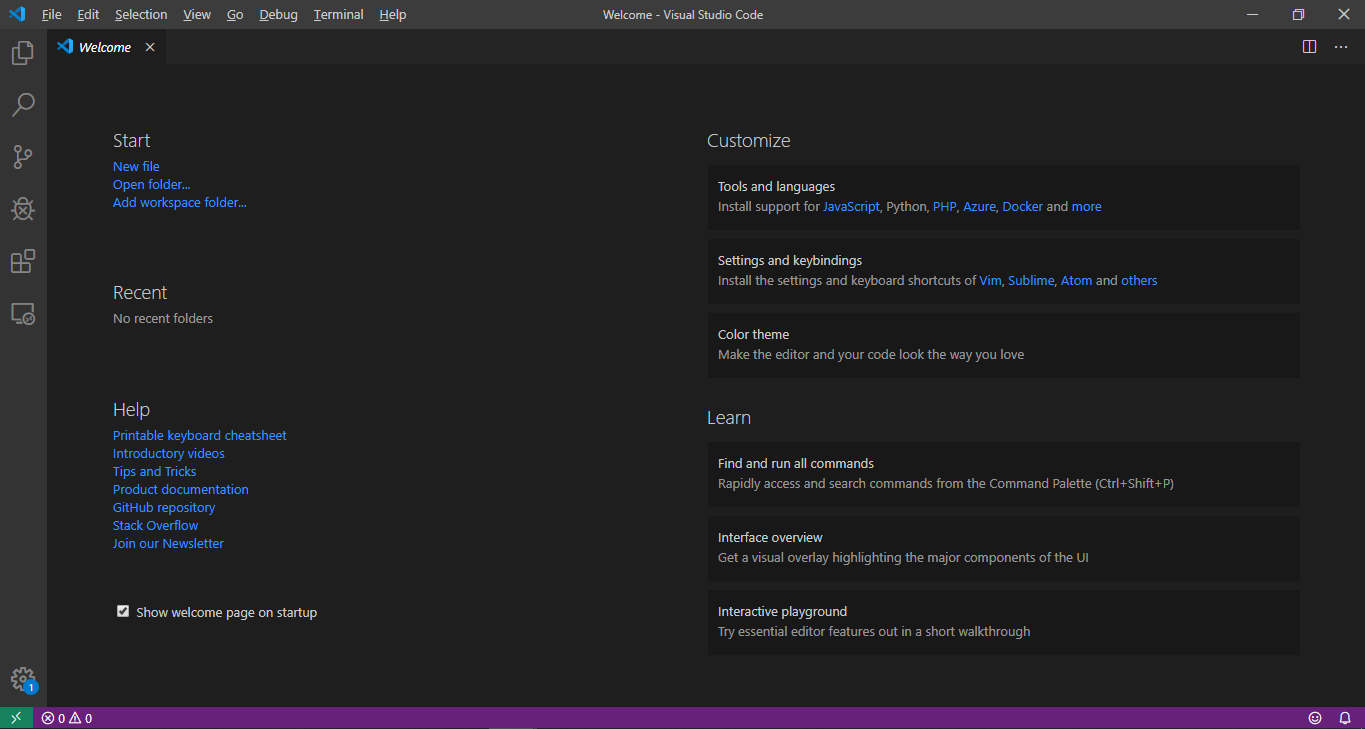 File Edit Selection View Go Debug Terminal Help
Welcome - Visual Studio Code
Welcome
Start
New file
Open folder...
Add workspace folder...
Recent
No recent folders
Help
Printable keyboard cheatsheet
Introductory videos
Tips and Tricks
Product documentation
GitHub repository
Stack Overflow
Join our Newsletter
Show welcome page on startup
Customize
Tools and languages
Install support for JavaScript, Python, PHP, Azure, Docker and more
Settings and keybindings
Install the settings and keyboard shortcuts of Vim, Sublime, Atom and others
Color theme
Make the editor and your code look the way you love
Learn
Find and run all commands
Rapidly access and search commands from the Command Palette (Ctrl+Shift+P)
Interface overview
Get a visual overlay highlighting the major components of the UI
Interactive playground
Try essential editor features out in a short walkthrough
1
0 0